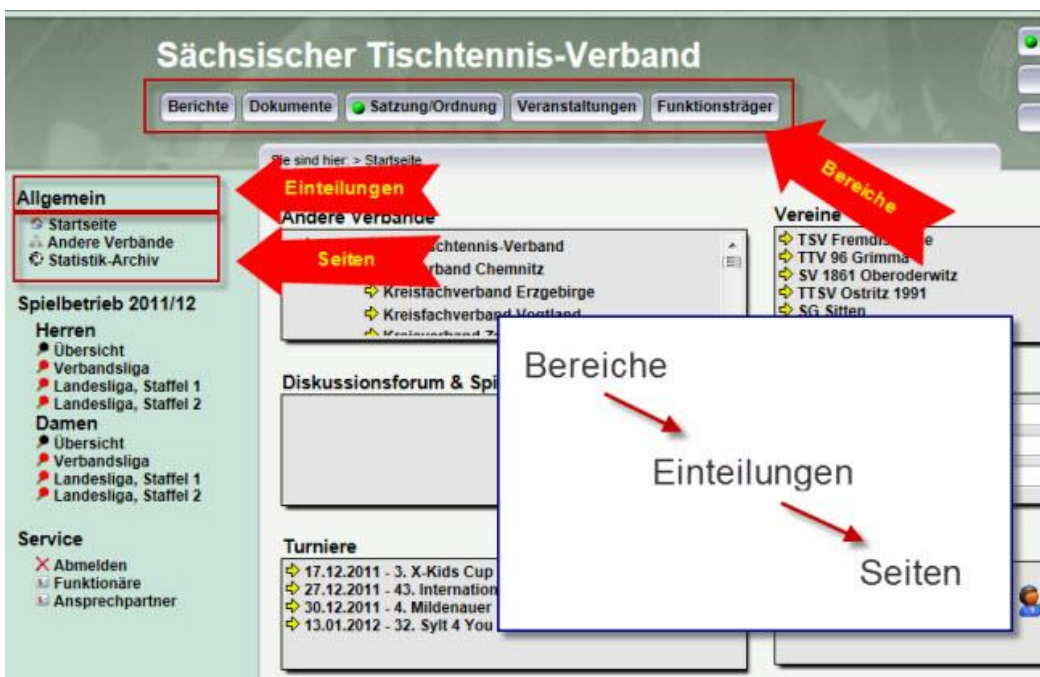 Sächsischer Tischtennis-Verband
Berichte Dokumente Satzung/Ordnung Veranstaltungen Funktionsträger
Bereiche
Sie sind hier: > Startseite
Allgemein
Einteilungen
Startseite
Andere Verbände
Statistik-Archiv
Seiten
Spielbetrieb 2011/12
Herren
Übersicht
Verbandsliga
Landesliga, Staffel 1
Landesliga, Staffel 2
Damen
Übersicht
Verbandsliga
Landesliga, Staffel 1
Landesliga, Staffel 2
Service
Abmelden
Funktionäre
Ansprechpartner
Andere Verbände
Kreisfachverband Erzgebirge
Kreisfachverband Vogtland
Diskussionsforum &
Turniere
17.12.2011 - 3. X-Kids Cup
27.12.2011 - 43.
30.12.2011 - 4. Mildenauer
13.01.2012 - 32. Sylt 4 You
Vereine
TSV
TTV 96 Grimma
SV 1861 Oberoderwitz
TTSV Ostritz 1991
SG Sitten
Bereiche
Einteilungen
Seiten